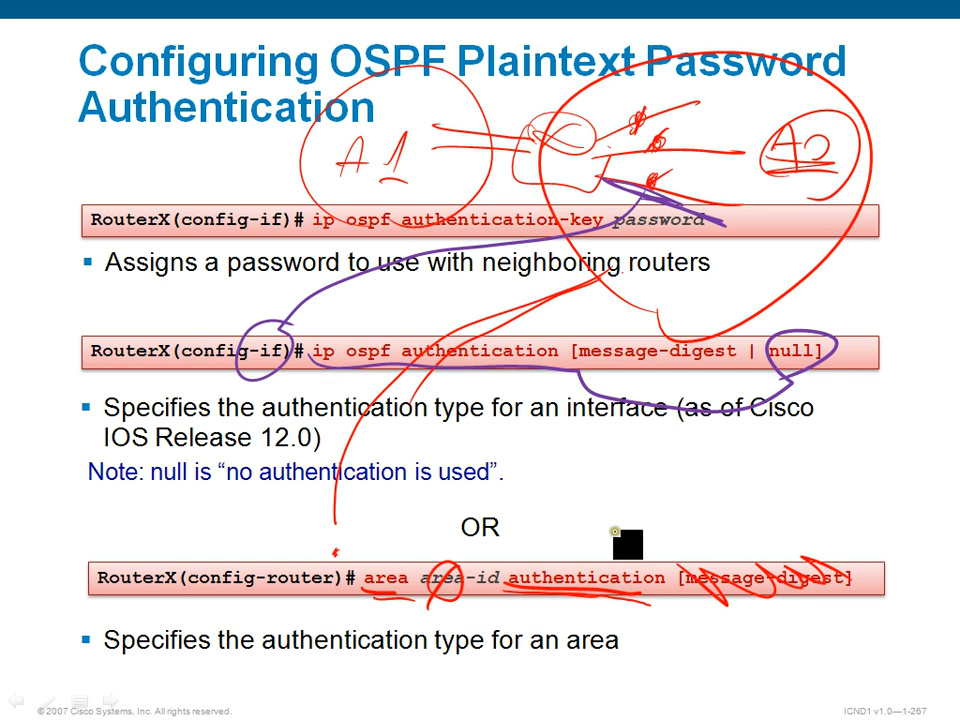 Configuring OSPF Plaintext Password
Authentication
A1
A0
RouterX(config-if)# ip ospf authentication-key password
▪ Assigns a password to use with neighboring routers
RouterX(config-if)# ip ospf authentication [message-digest | null]
▪ Specifies the authentication type for an interface (as of Cisco
IOS Release 12.0)
Note: null is “no authentication is used”.
OR
RouterX(config-router)# area area-id authentication [message-digest]
▪ Specifies the authentication type for an area
© 2007 Cisco Systems, Inc. All rights reserved.
ICND1 v1.0—1-267